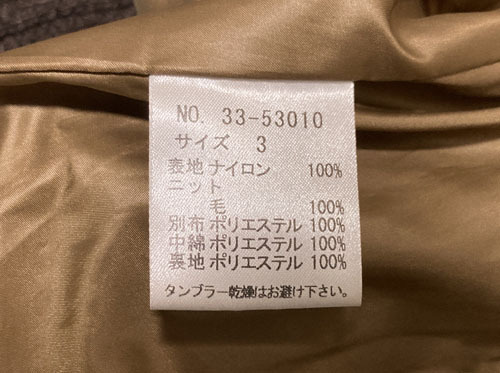 NO. 33-53010
サイズ 3
表地 ナイロン 100%
ニット
毛 100%
別布 ポリエステル 100%
中綿 ポリエステル 100%
裏地 ポリエステル 100%
タンブラー乾燥はお避け下さい。